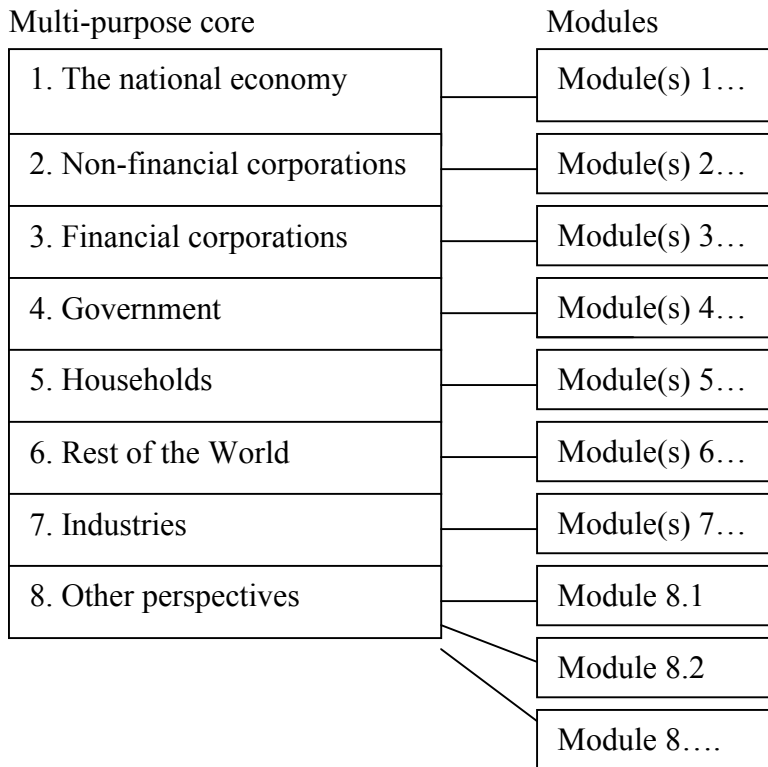 Multi-purpose core Modules
1. The national economy Module(s) 1…
2. Non-financial corporations Module(s) 2…
3. Financial corporations Module(s) 3…
4. Government Module(s) 4…
5. Households Module(s) 5…
6. Rest of the World Module(s) 6…
7. Industries Module(s) 7…
8. Other perspectives Module 8.1
Module 8.2
Module 8….